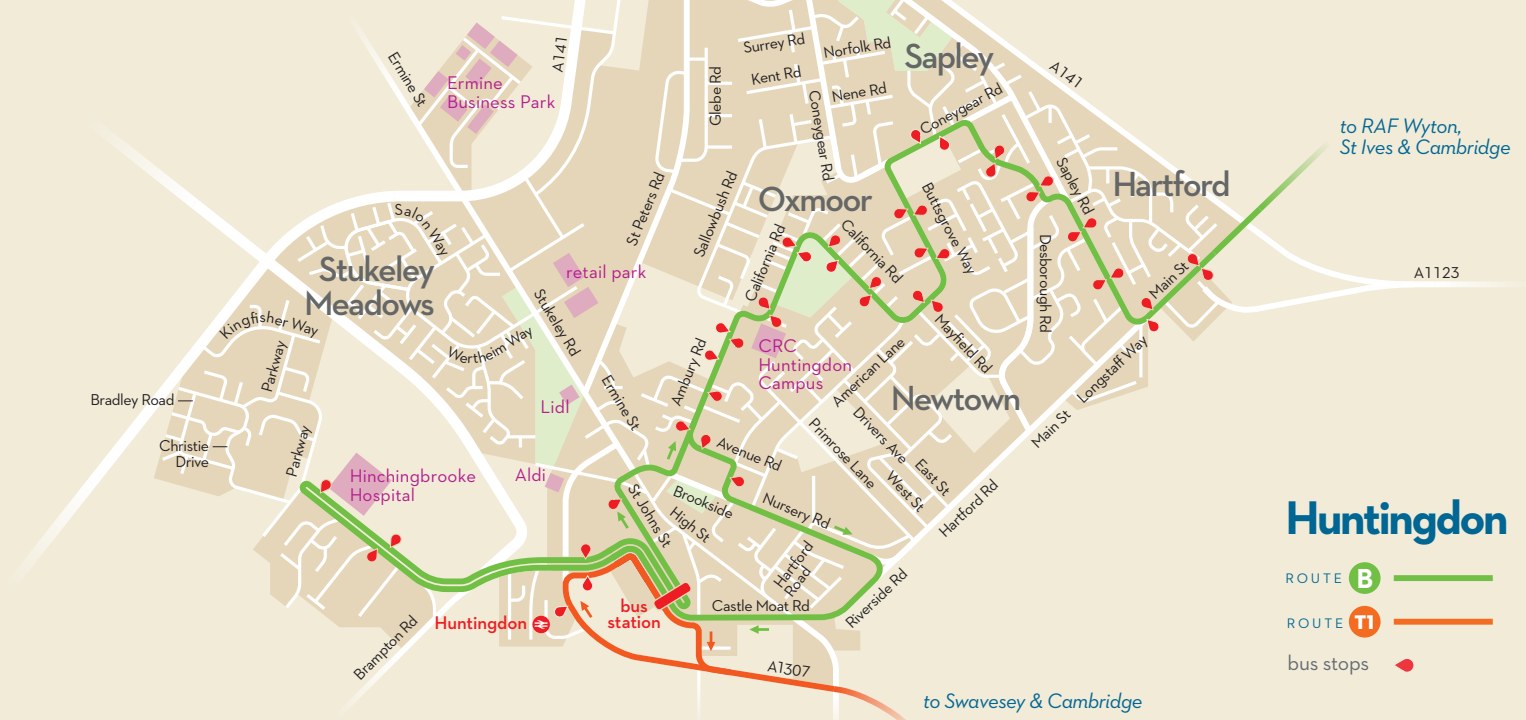 Surrey Rd
Norfolk Rd
Sapley
A141
Ermine St
A141
Kent Rd
Glebe Rd
Nene Rd
Coneygear Rd
Ermine
Business Park
Coneygear Rd
to RAF Wyton,
St Ives & Cambridge
Hartford
Sapley Rd
Oxmoor
Buttsgrove Way
St Peters Rd
Sallowbush Rd
California Rd
California Rd
Salon Way
Stukeley
Meadows
retail park
Desborough Rd
Main St
A1123
Kingfisher Way
Stukeley Rd
Wertheim Way
Parkway
Mayfield Rd
CRC
Huntingdon
Campus
Ambury Rd
American Lane
Longstaff Way
Bradley Road
Ermine St
Lidl
Newtown
Main St
Christie
Drive
Parkway
Drivers Ave
Primrose Lane
Avenue Rd
East St
West St
Hinchingbrooke
Hospital
Aldi
Brookside
Nursery Rd
Hartford Rd
St Johns St
High St
Huntingdon
Hartford
Road
Riverside Rd
ROUTE B
bus
station
Castle Moat Rd
Huntingdon
ROUTE T1
Brampton Rd
A1307
bus stops
to Swavesey & Cambridge